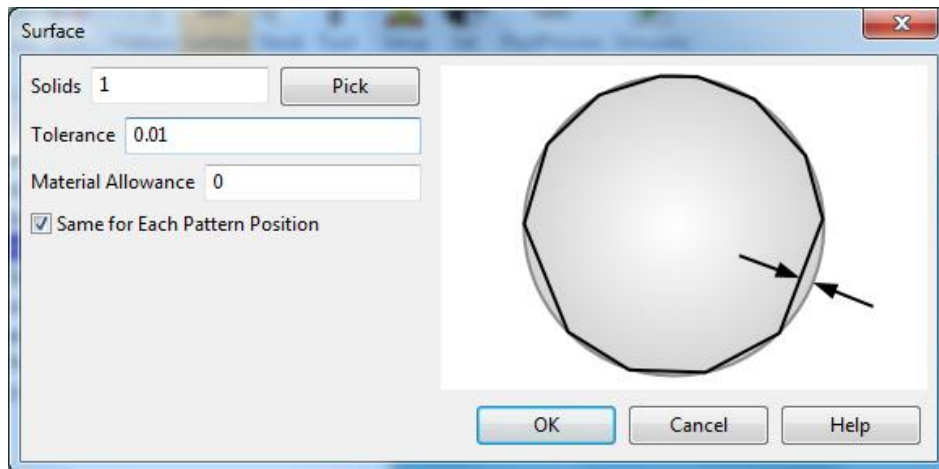 Surface
Solids 1 Pick
Tolerance 0.01
Material Allowance 0
Same for Each Pattern Position
OK Cancel Help